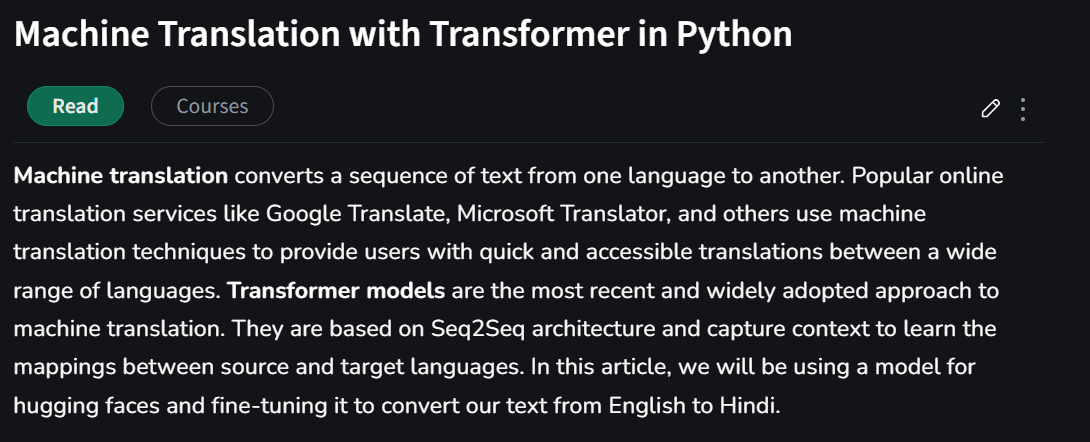 Machine Translation with Transformer in Python
Read
Courses
Machine translation converts a sequence of text from one language to another. Popular online
translation services like Google Translate, Microsoft Translator, and others use machine
translation techniques to provide users with quick and accessible translations between a wide
range of languages. Transformer models are the most recent and widely adopted approach to
machine translation. They are based on Seq2Seq architecture and capture context to learn the
mappings between source and target languages. In this article, we will be using a model for
hugging faces and fine-tuning it to convert our text from English to Hindi.